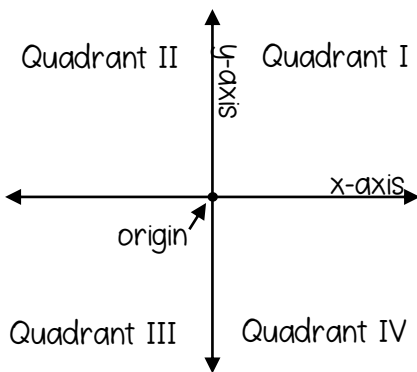 Quadrant II
Quadrant I
y-axis
x-axis
origin
Quadrant III
Quadrant IV